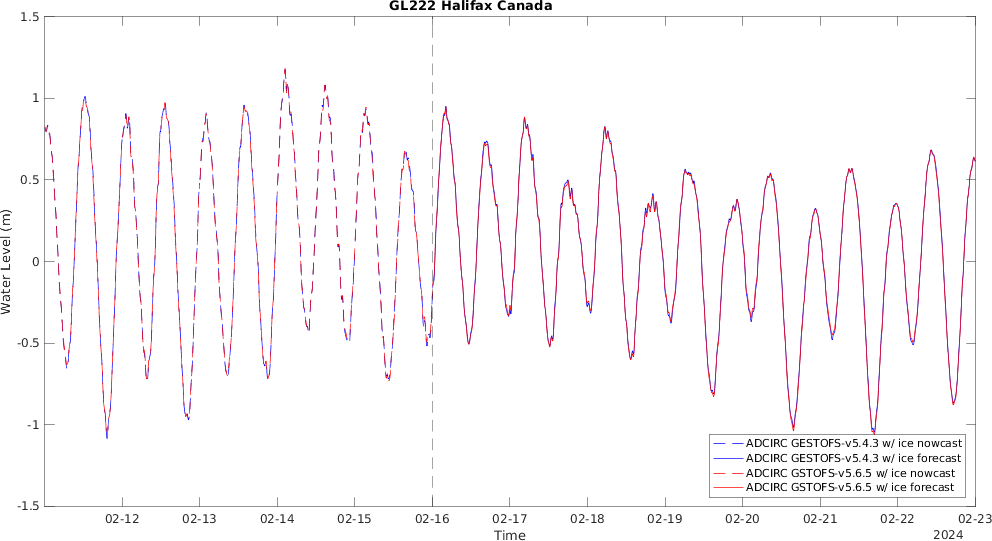 GL222 Halifax Canada
1.5
1
0.5
0
-0.5
-1
-1.5
Water Level (m)
ADCIRC GESTOFS-v5.4.3 w/ ice nowcast
ADCIRC GESTOFS-v5.4.3 w/ ice forecast
ADCIRC GSTOFS-v5.6.5 w/ ice nowcast
ADCIRC GSTOFS-v5.6.5 w/ ice forecast
02-12 02-13 02-14 02-15 02-16 02-17 02-18 02-19 02-20 02-21 02-22 02-23
Time
2024